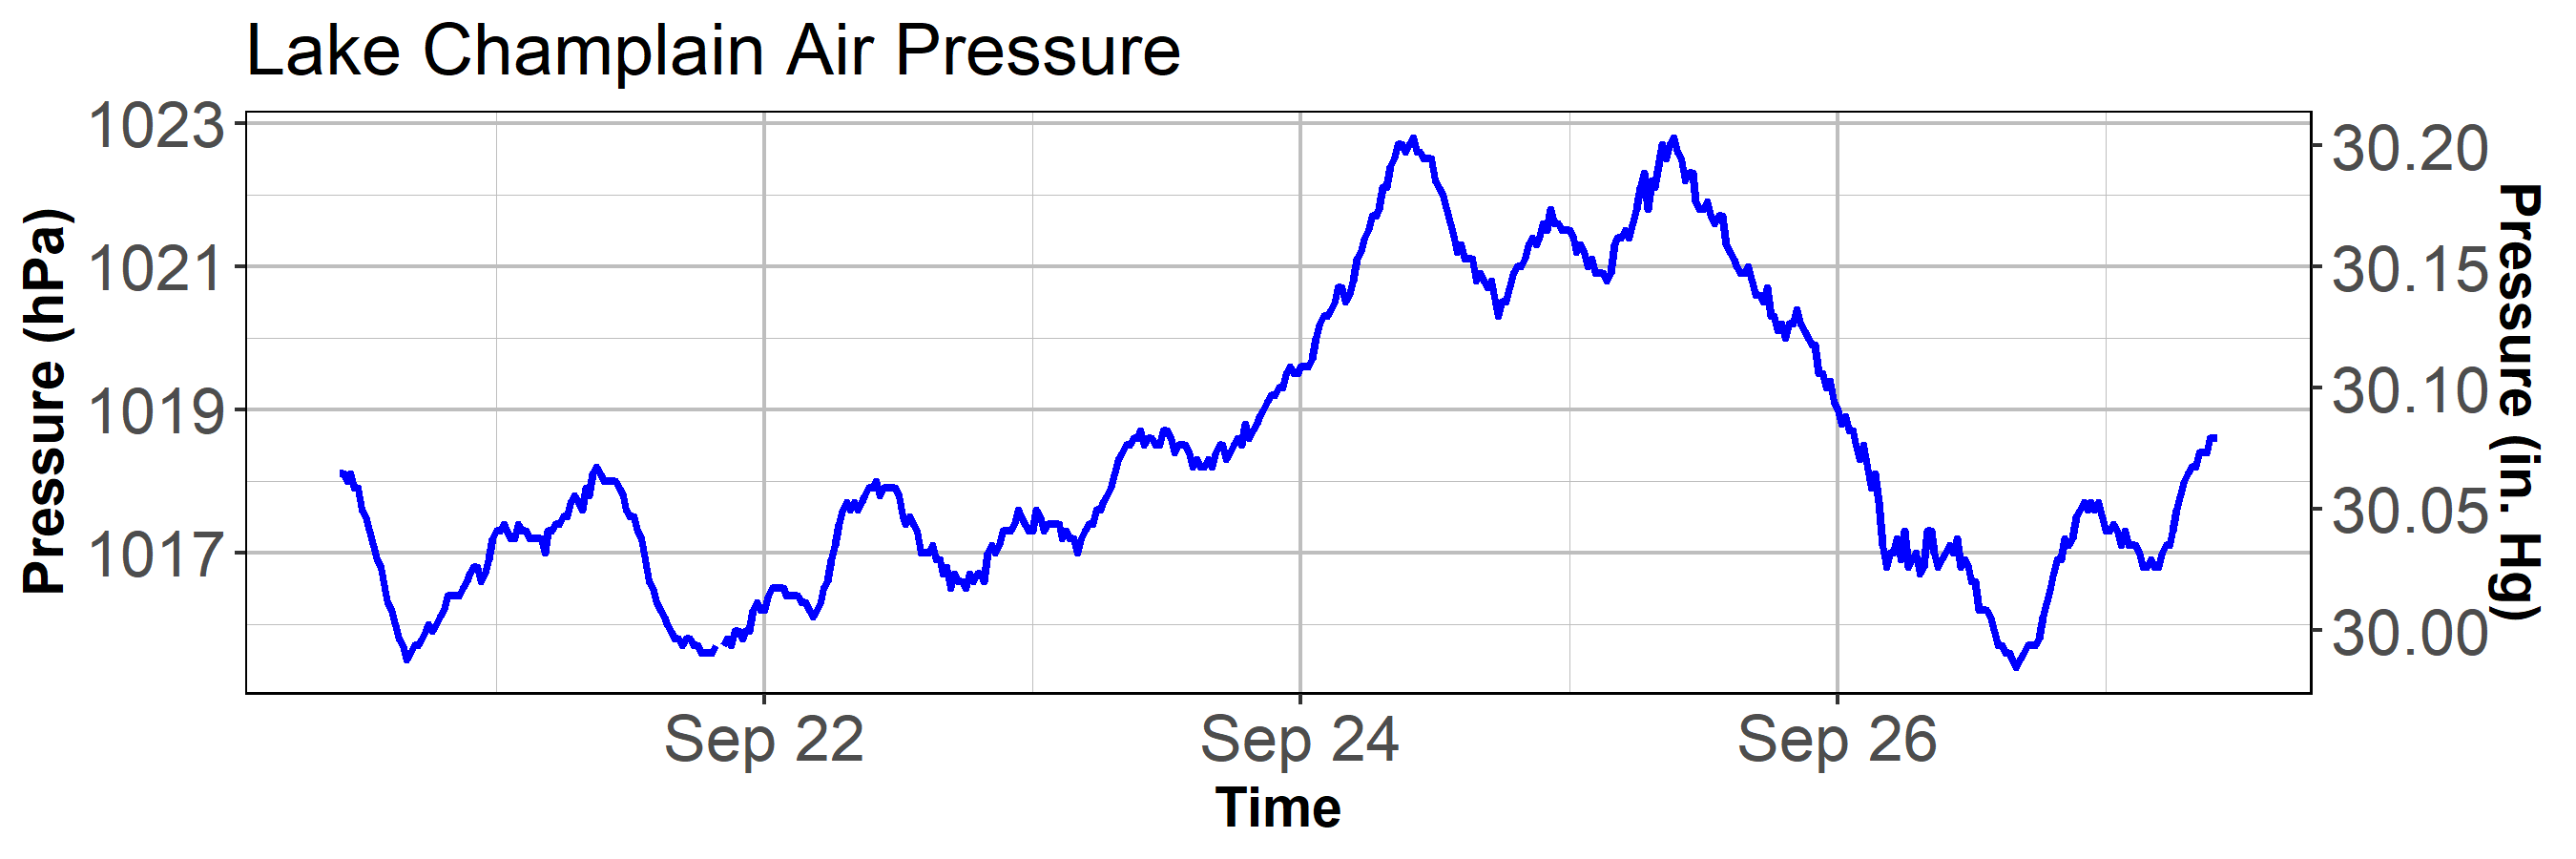 Lake Champlain Air Pressure
1023
1021
1019
1017
Pressure (hPa)
30.20
30.15
30.10
30.05
30.00
Pressure (in. Hg)
Sep 22
Sep 24
Sep 26
Time